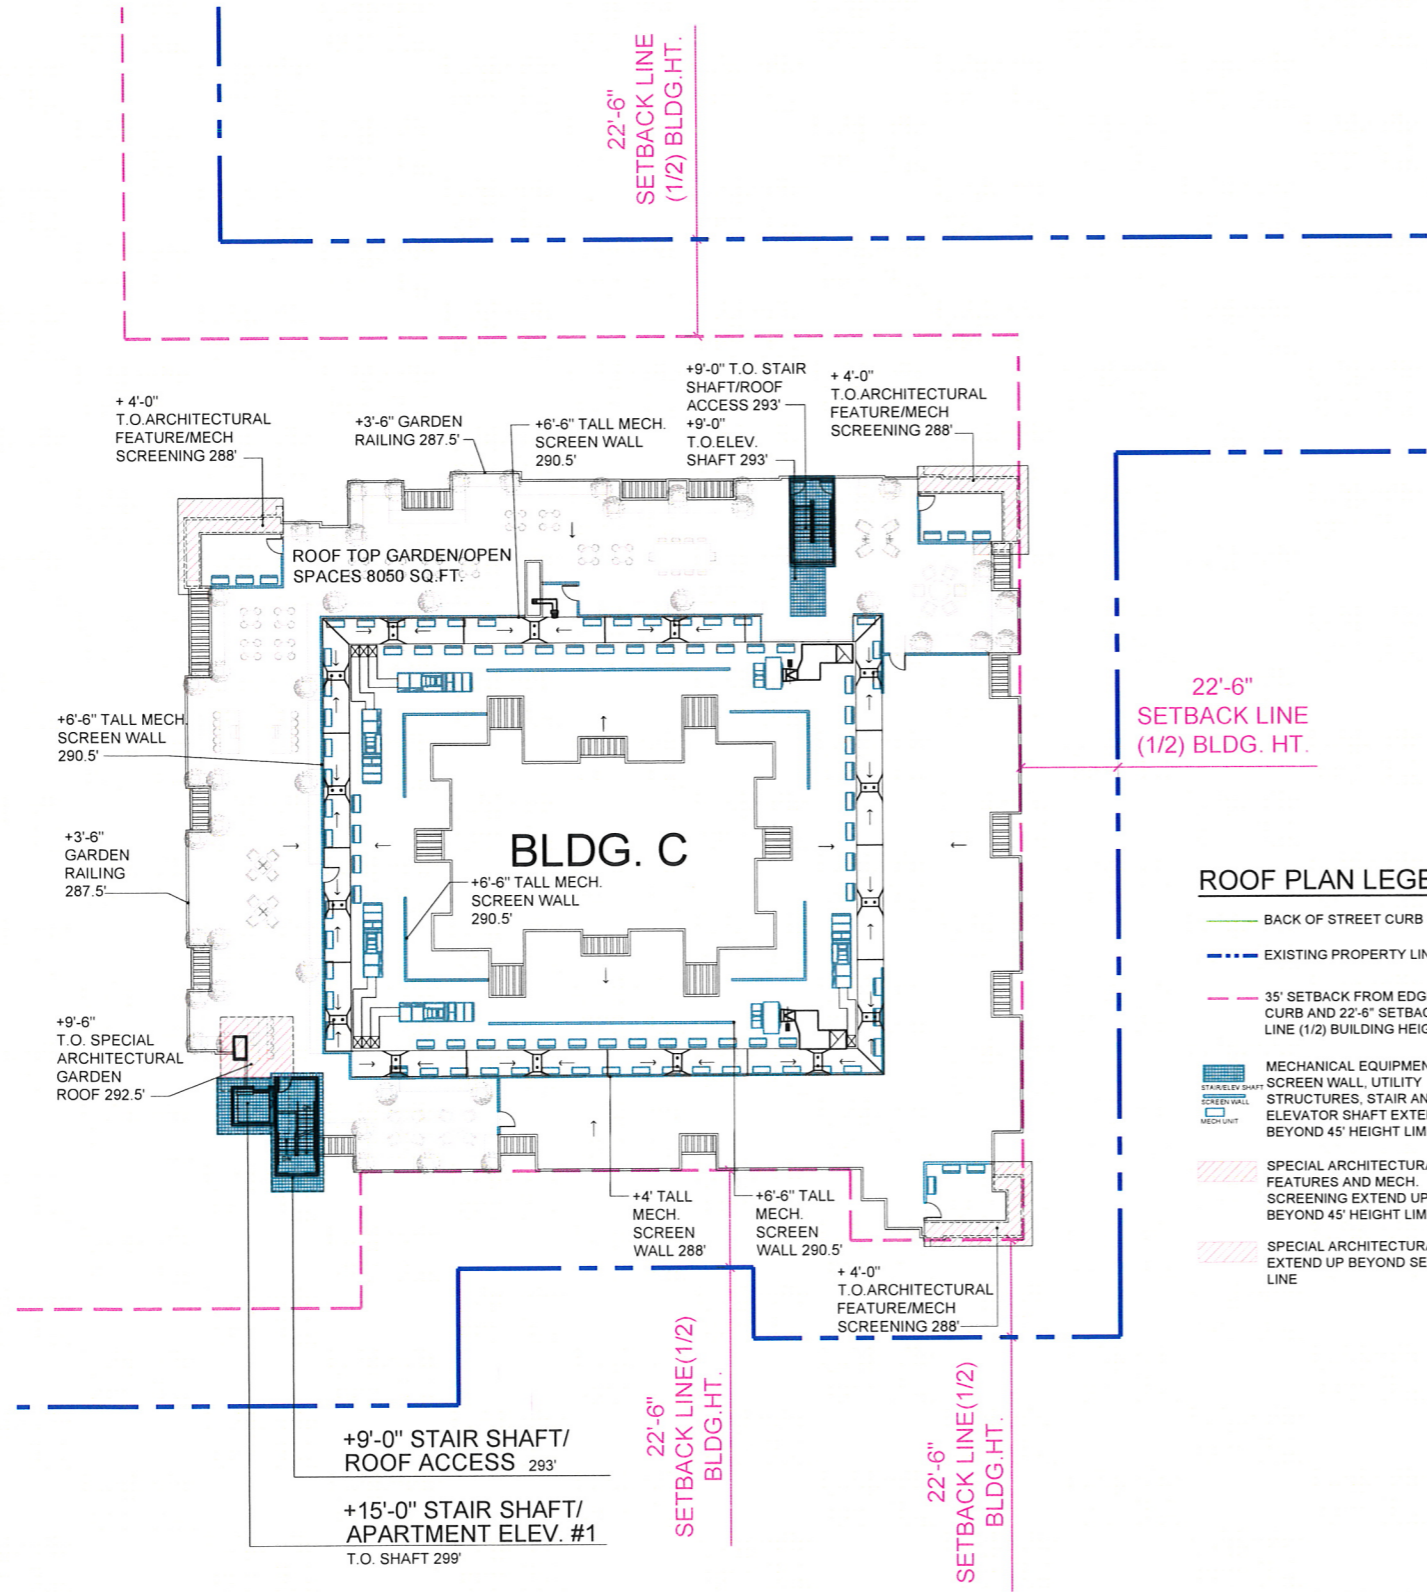 22'-6"
SETBACK LINE
(1/2) BLDG.HT.
+ 4'-0"
T.O.ARCHITECTURAL
FEATURE/MECH
SCREENING 288'
+3'-6" GARDEN
RAILING 287.5'
+6'-6" TALL MECH.
SCREEN WALL
290.5'
+9'-0" T.O. STAIR
SHAFT/ROOF
ACCESS 293'
+9'-0"
T.O.ELEV.
SHAFT 293'
+ 4'-0"
T.O.ARCHITECTURAL
FEATURE/MECH
SCREENING 288'
ROOF TOP GARDEN/OPEN
SPACES 8050 SQ.FT.
+6'-6" TALL MECH.
SCREEN WALL
290.5'
22'-6"
SETBACK LINE
(1/2) BLDG. HT.
+3'-6"
GARDEN
RAILING
287.5'
BLDG. C
+6'-6" TALL MECH.
SCREEN WALL
290.5'
+9'-6"
T.O. SPECIAL
ARCHITECTURAL
GARDEN
ROOF 292.5'
+4' TALL
MECH.
SCREEN
WALL 288'
+6'-6" TALL
MECH.
SCREEN
WALL 290.5'
+ 4'-0"
T.O.ARCHITECTURAL
FEATURE/MECH
SCREENING 288'
22'-6"
SETBACK LINE(1/2)
BLDG.HT.
22'-6"
SETBACK LINE(1/2)
BLDG.HT.
+9'-0" STAIR SHAFT/
ROOF ACCESS 293'
+15'-0" STAIR SHAFT/
APARTMENT ELEV. #1
T.O. SHAFT 299'
ROOF PLAN LEGE
BACK OF STREET CURB
EXISTING PROPERTY LIN
35' SETBACK FROM EDG
CURB AND 22'-6" SETBAC
LINE (1/2) BUILDING HEIG
STAIR/ELEV SHAFT
SCREEN WALL
MECH UNIT
MECHANICAL EQUIPMEN
SCREEN WALL, UTILITY
STRUCTURES, STAIR AN
ELEVATOR SHAFT EXTE
BEYOND 45' HEIGHT LIM
SPECIAL ARCHITECTURA
FEATURES AND MECH.
SCREENING EXTEND UP
BEYOND 45' HEIGHT LIM
SPECIAL ARCHITECTURA
EXTEND UP BEYOND SE
LINE